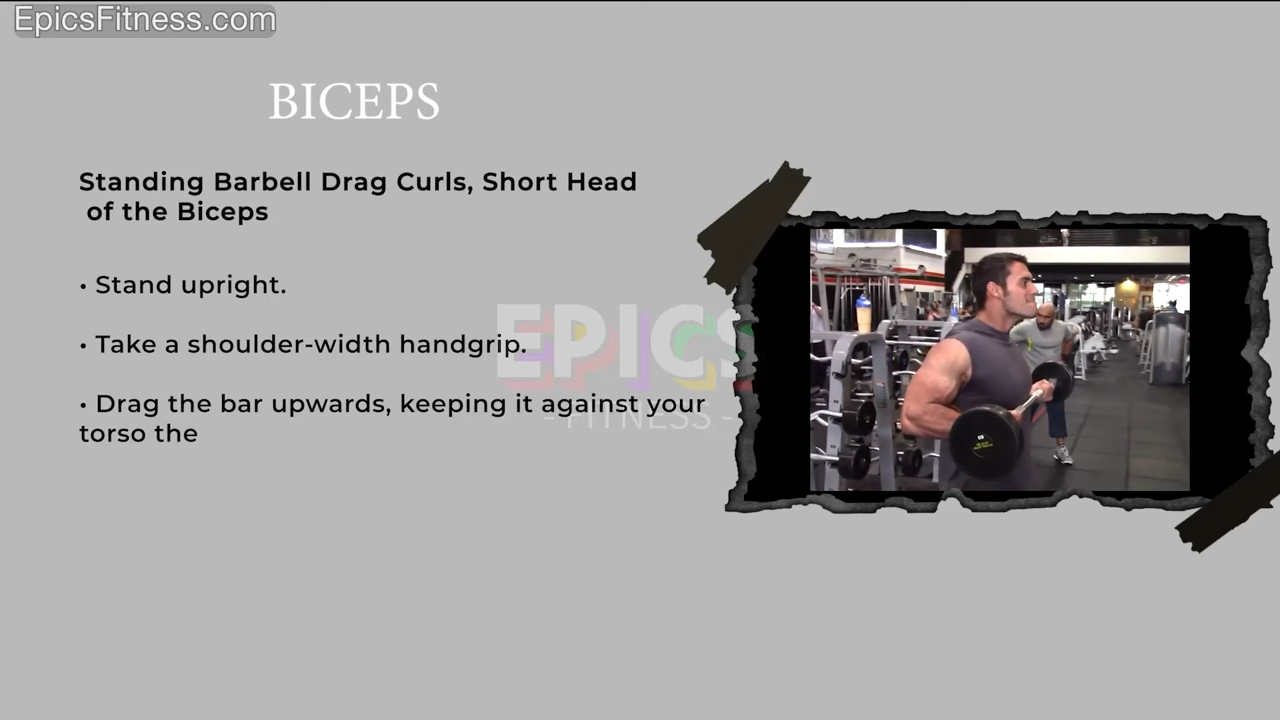 EpicsFitness.com
BICEPS
Standing Barbell Drag Curls, Short Head
of the Biceps
• Stand upright.
• Take a shoulder-width handgrip.
• Drag the bar upwards, keeping it against your
torso the
EPICS
- FITNESS -